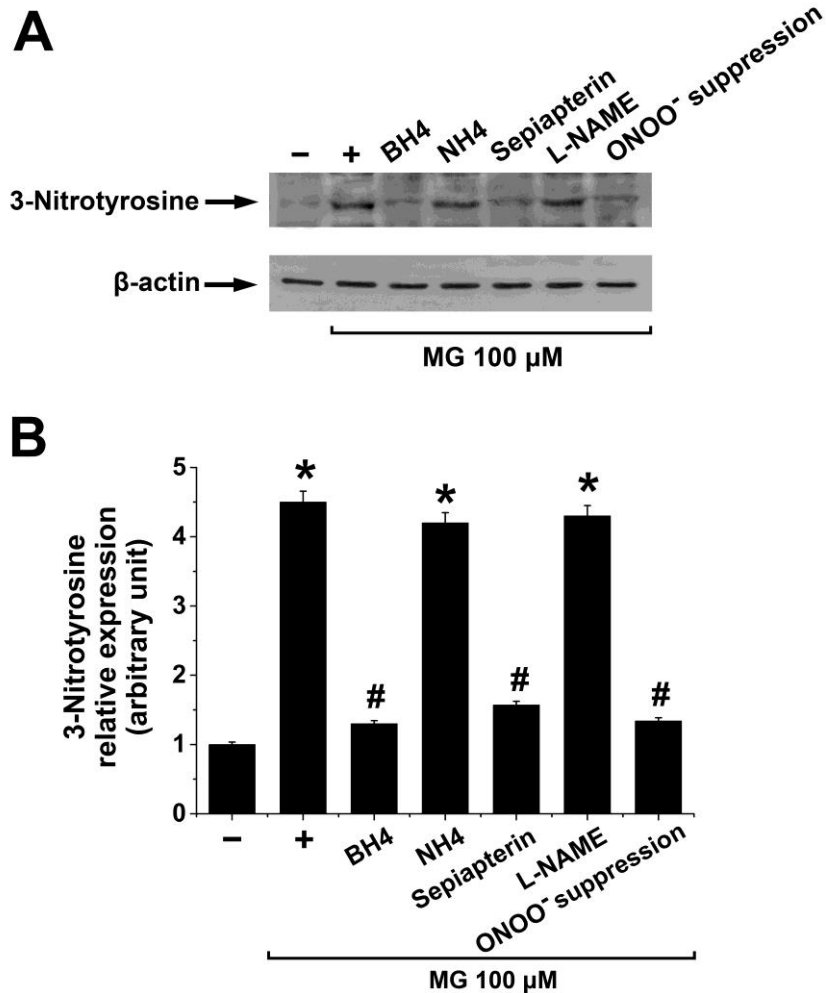 A
− + BH4 NH4 Sepiapterin L-NAME ONOO⁻ suppression
3-Nitrotyrosine
β-actin
MG 100 µM
B
3-Nitrotyrosine
relative expression
(arbitrary unit)
5
4
3
2
1
0
* * *
# # #
− + BH4 NH4 Sepiapterin L-NAME ONOO⁻ suppression
MG 100 µM